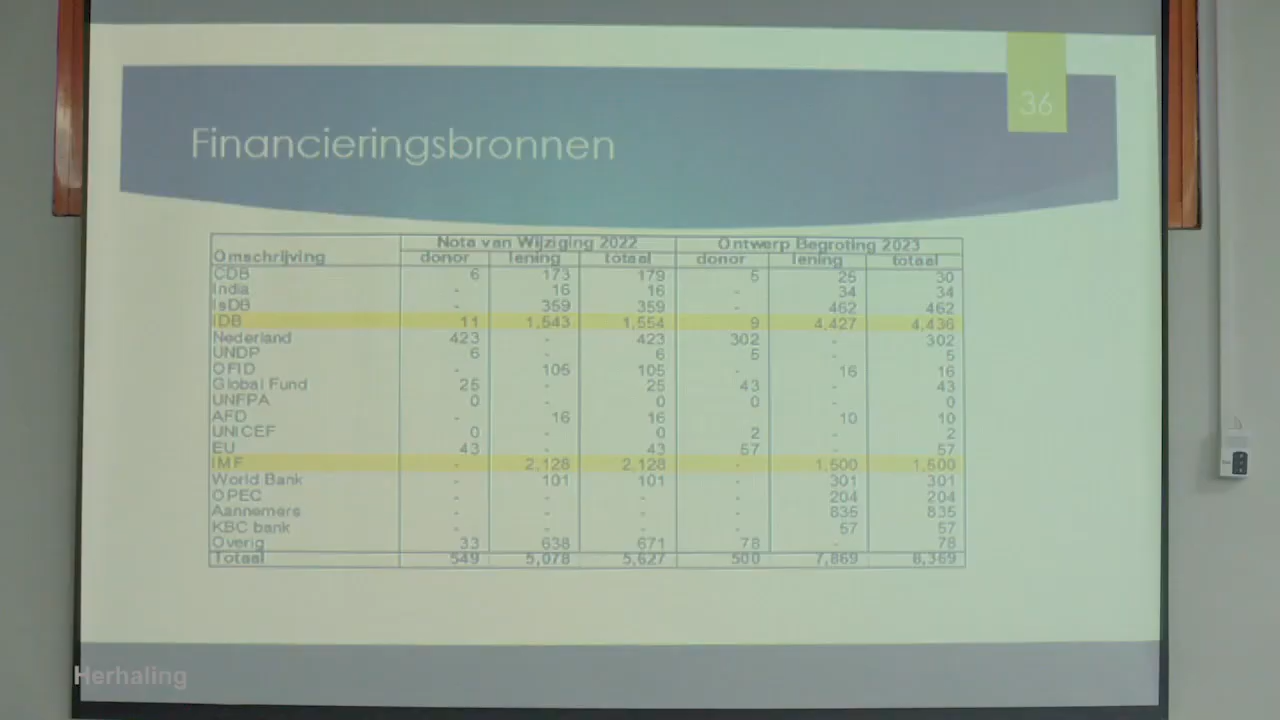 36
Financieringsbronnen
Nota van Wijziging 2022 Ontwerp Begroting 2023
Omschrijving donor lening totaal donor lening totaal
CDB 6 173 179 5 25 30
India - 16 16 - 34 34
IsDB - 359 359 - 462 462
IDB 11 1,543 1,554 9 4,427 4,436
Nederland 423 - 423 302 - 302
UNDP 6 - 6 5 - 5
OFID - 105 105 - 16 16
Global Fund 25 - 25 43 - 43
UNFPA 0 - 0 0 - 0
AFD - 16 16 - 10 10
UNICEF 0 - 0 2 - 2
EU 43 - 43 57 - 57
IMF - 2,128 2,128 - 1,500 1,500
World Bank - 101 101 - 301 301
OPEC - - - - 204 204
Aannemers - - - - 835 835
KBC bank - - - - 57 57
Overig 33 638 671 78 - 78
Totaal 549 5,078 5,627 500 7,869 8,369
Herhaling